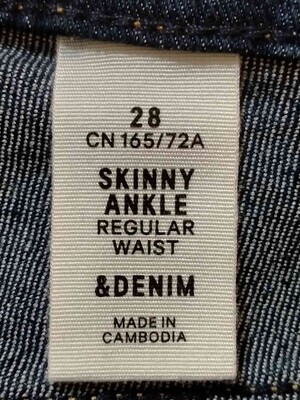 28
CN 165/72A
SKINNY
ANKLE
REGULAR
WAIST
&DENIM
MADE IN
CAMBODIA